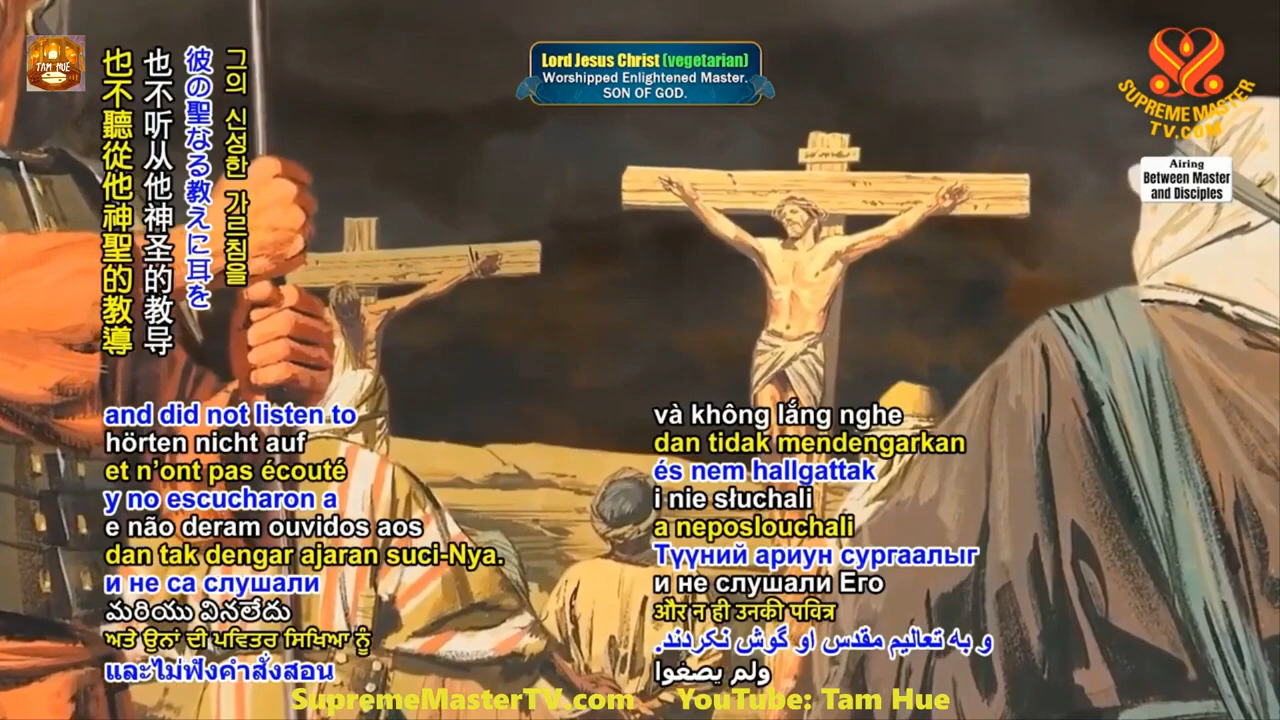 TAM HUE
Lord Jesus Christ (vegetarian)
Worshipped Enlightened Master.
SON OF GOD.
SUPREME MASTER
TV.COM
Airing
Between Master
and Disciples
그의 신성한 가르침을
彼の聖なる教えに耳を
也不听从他神圣的教导
也不聽從他神聖的教導
and did not listen to
hörten nicht auf
et n’ont pas écouté
y no escucharon a
e não deram ouvidos aos
dan tak dengar ajaran suci-Nya.
и не са слушали
మరియు వినలేదు
ਅਤੇ ਉਨਾਂ ਦੀ ਪਵਿਤਰ ਸਿਖਿਆ ਨੂੰ
และไม่ฟังคำสั่งสอน
và không lắng nghe
dan tidak mendengarkan
és nem hallgattak
i nie słuchali
a neposlouchali
Түүний ариун сургаалыг
и не слушали Его
और न ही उनकी पवित्र
و به تعالیم مقدس او گوش نکردند.
ولم يصغوا
SupremeMasterTV.com YouTube: Tam Hue